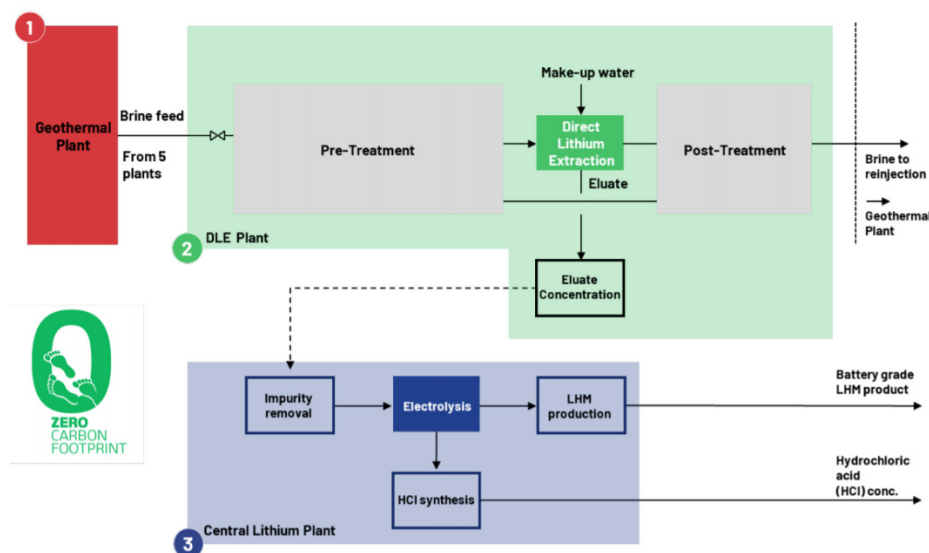 1
Geothermal
Plant
Brine feed
From 5
plants
Pre-Treatment
Make-up water
Direct
Lithium
Extraction
Eluate
Post-Treatment
Brine to
reinjection
Geothermal
Plant
2
DLE Plant
Eluate
Concentration
ZERO
CARBON
FOOTPRINT
Impurity
removal
Electrolysis
LHM
production
Battery grade
LHM product
HCl synthesis
Hydrochloric
acid
(HCl) conc.
3
Central Lithium Plant